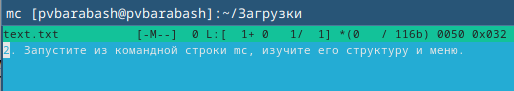 mc [pvbarabash@pvbarabash]:~/Загрузки
text.txt [-M--] 0 L:[ 1+ 0 1/ 1] *(0 / 116b) 0050 0x032
2. Запустите из командной строки mc, изучите его структуру и меню.